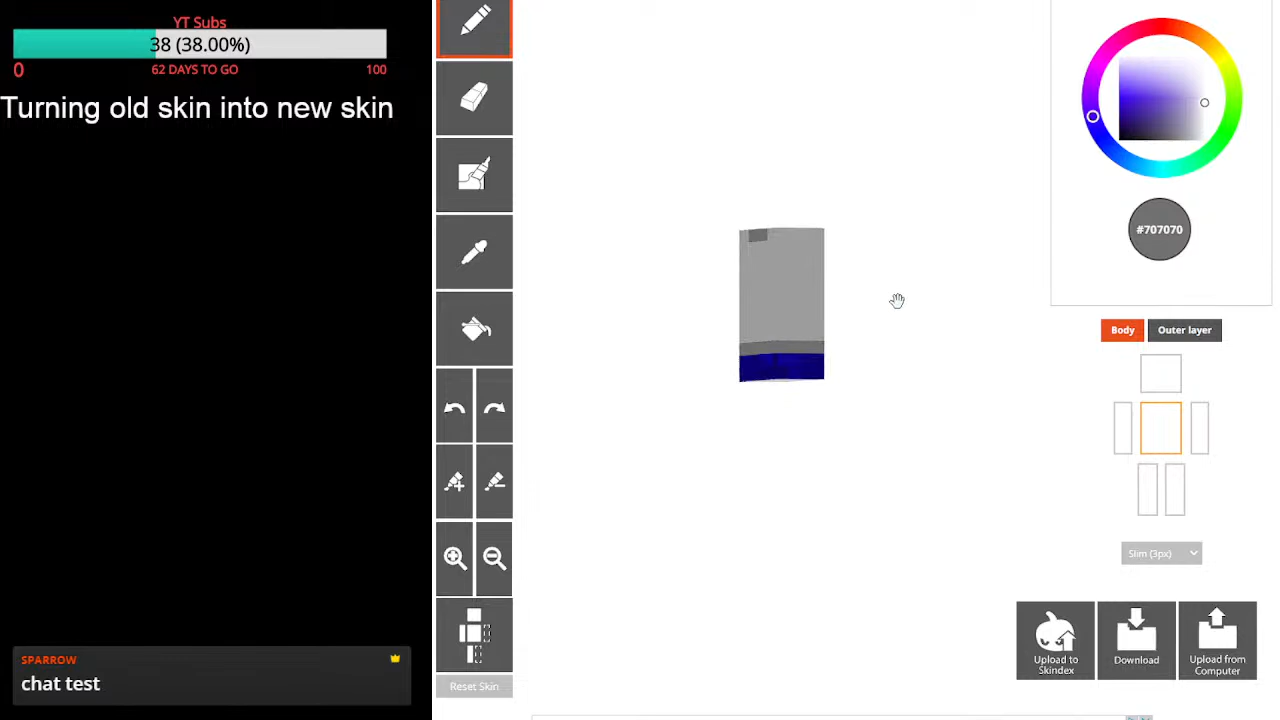 YT Subs
38 (38.00%)
0
62 DAYS TO GO
100
Turning old skin into new skin
SPARROW
chat test
Reset Skin
#707070
Body
Outer layer
Slim (3px)
Upload to
Skindex
Download
Upload from
Computer